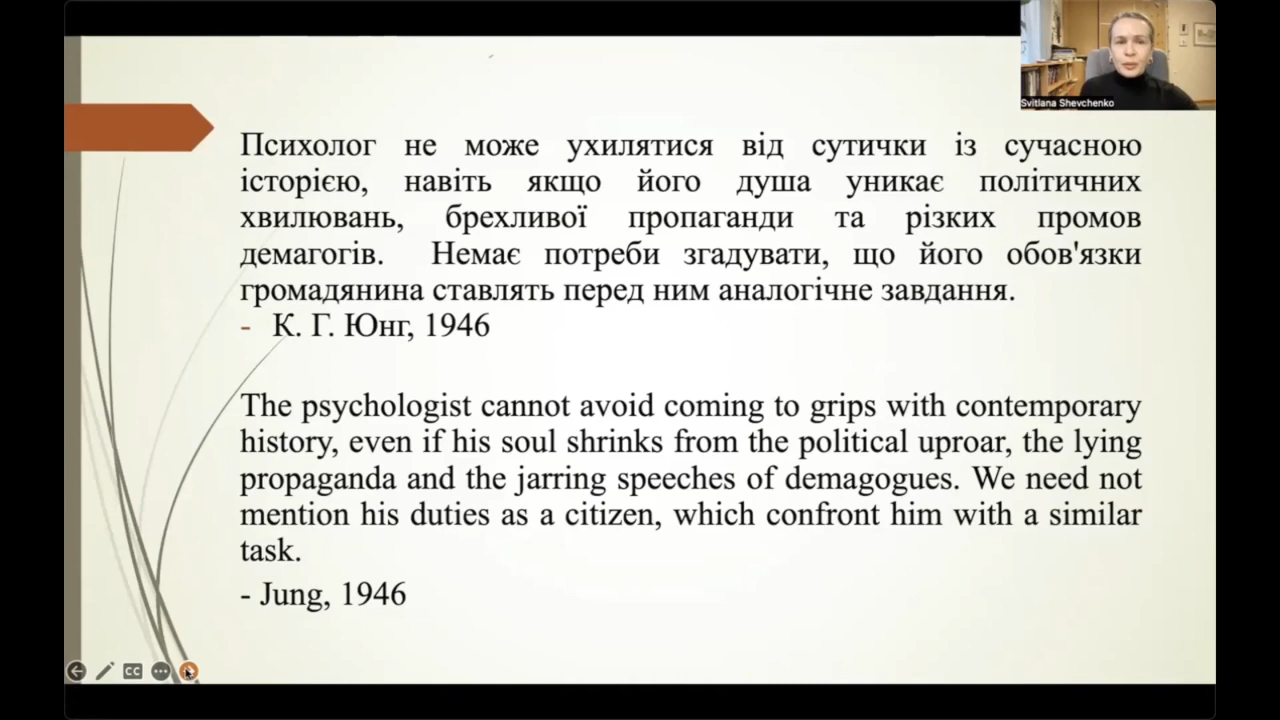 Svitlana Shevchenko
Психолог не може ухилятися від сутички із сучасною
історією, навіть якщо його душа уникає політичних
хвилювань, брехливої пропаганди та різких промов
демагогів. Немає потреби згадувати, що його обов'язки
громадянина ставлять перед ним аналогічне завдання.
- К. Г. Юнг, 1946
The psychologist cannot avoid coming to grips with contemporary
history, even if his soul shrinks from the political uproar, the lying
propaganda and the jarring speeches of demagogues. We need not
mention his duties as a citizen, which confront him with a similar
task.
- Jung, 1946
CC